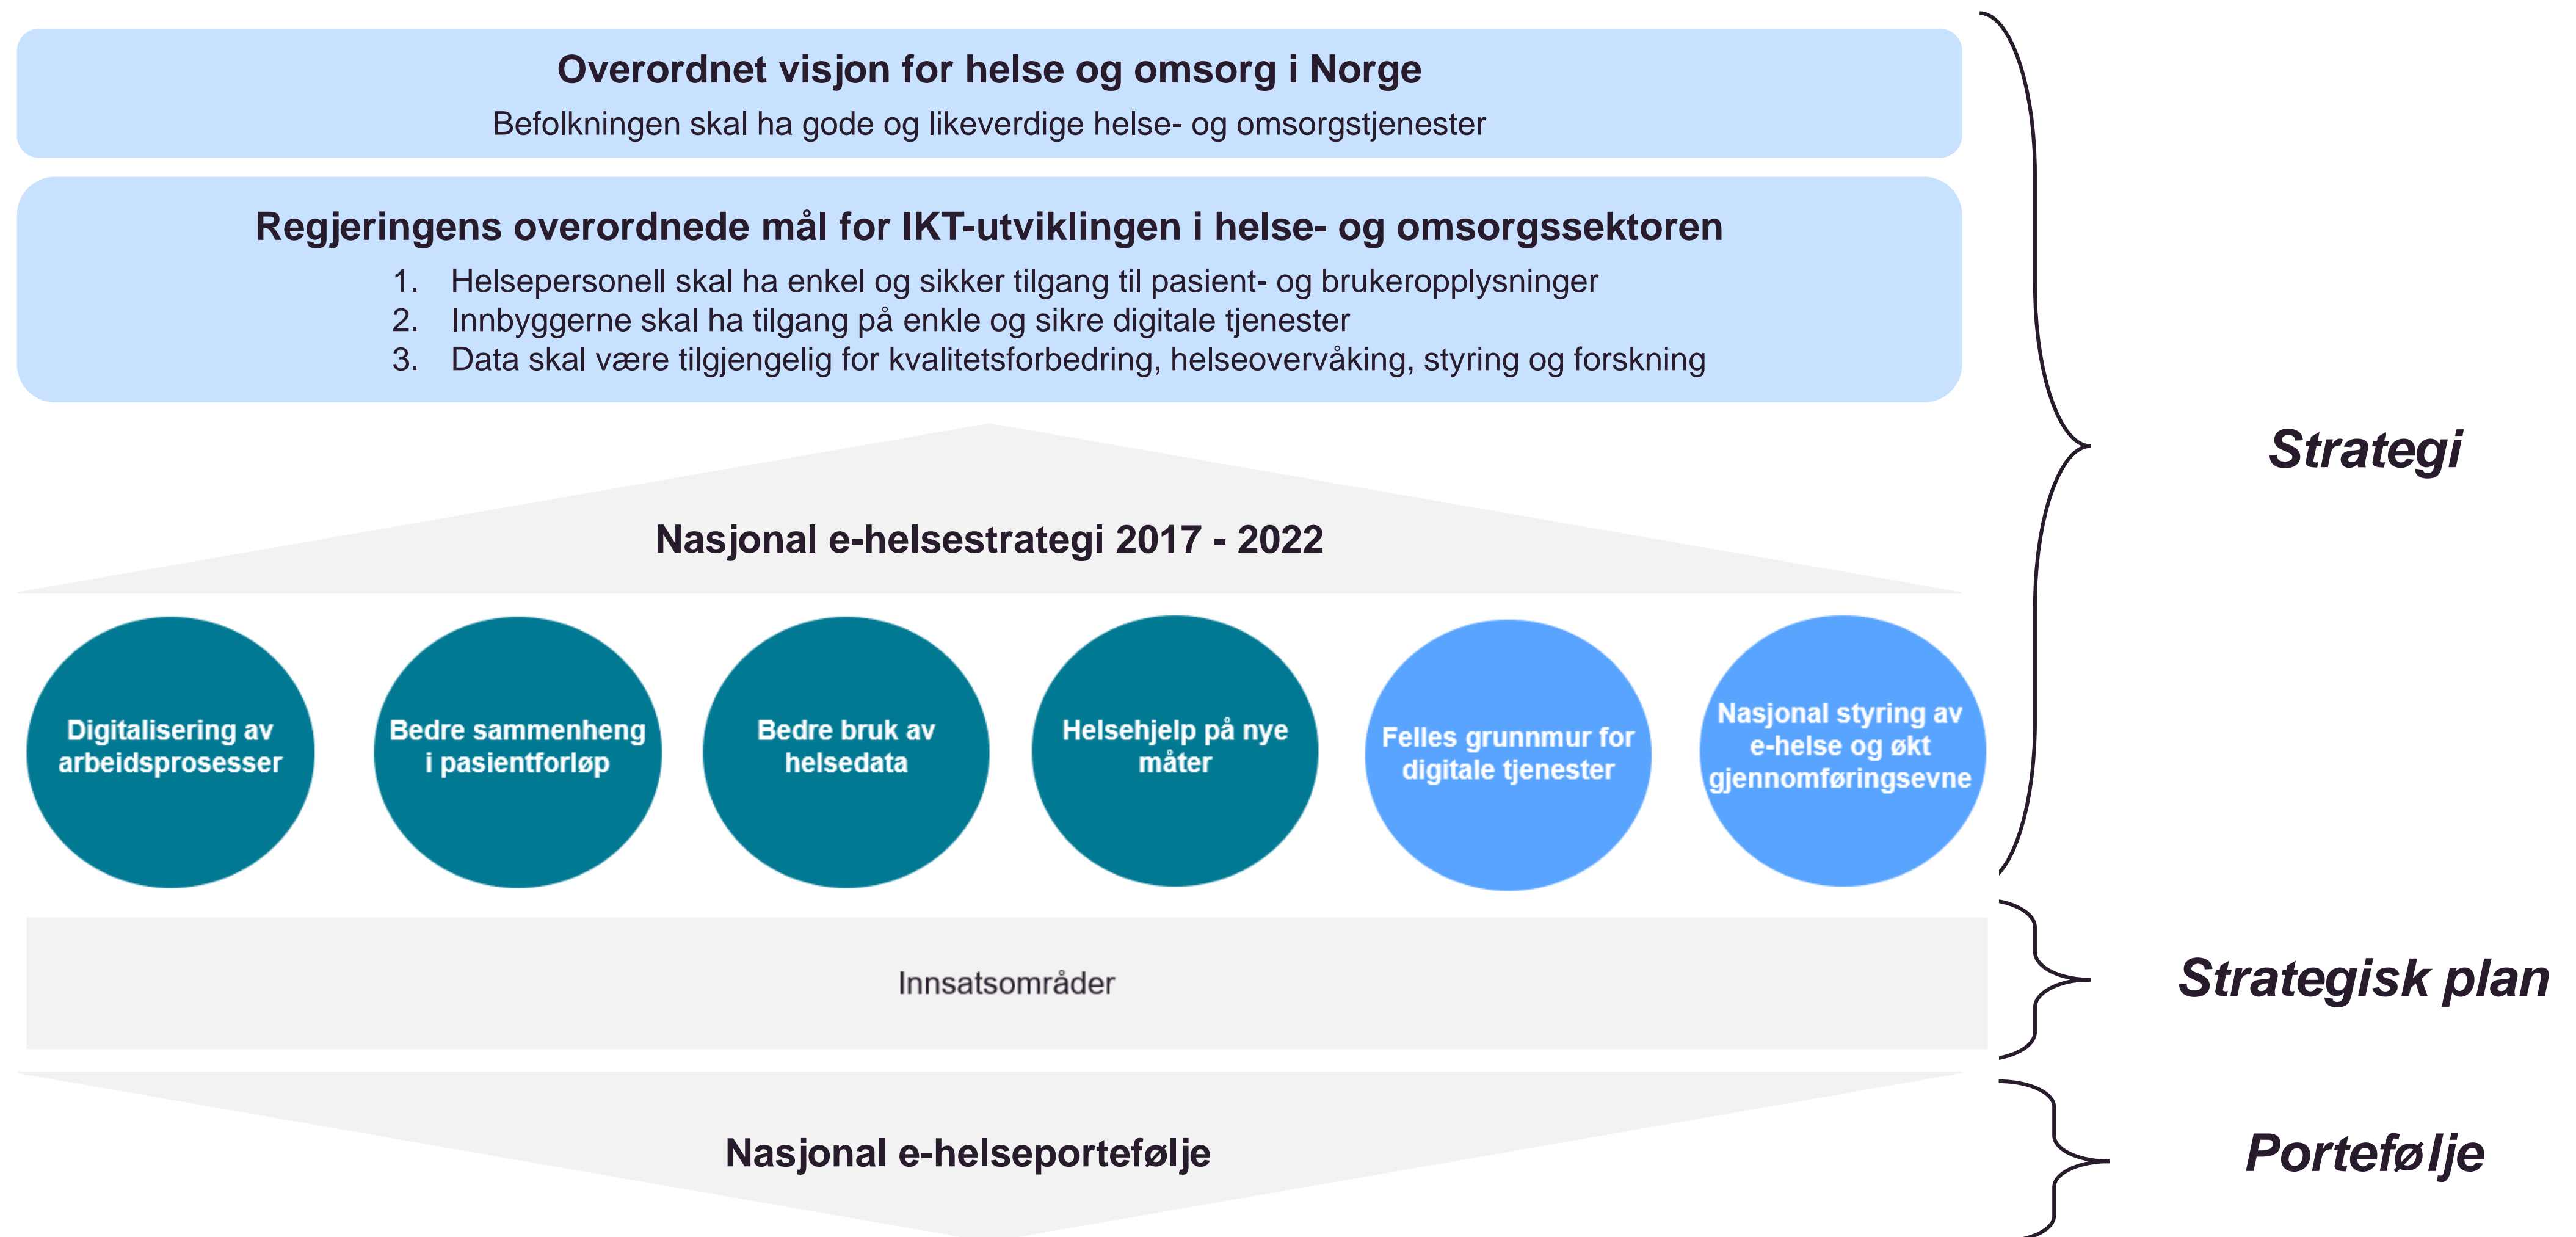 Overordnet visjon for helse og omsorg i Norge
Befolkningen skal ha gode og likeverdige helse- og omsorgstjenester
Regjeringens overordnede mål for IKT-utviklingen i helse- og omsorgssektoren
1. Helsepersonell skal ha enkel og sikker tilgang til pasient- og brukeropplysninger
2. Innbyggerne skal ha tilgang på enkle og sikre digitale tjenester
3. Data skal være tilgjengelig for kvalitetsforbedring, helseovervåking, styring og forskning
Strategi
Nasjonal e-helsestrategi 2017 - 2022
Digitalisering av
arbeidsprosesser
Bedre sammenheng
i pasientforløp
Bedre bruk av
helsedata
Helsehjelp på nye
måter
Felles grunnmur for
digitale tjenester
Nasjonal styring av
e-helse og økt
gjennomføringsevne
Innsatsområder
Strategisk plan
Nasjonal e-helseportefølje
Portefølje